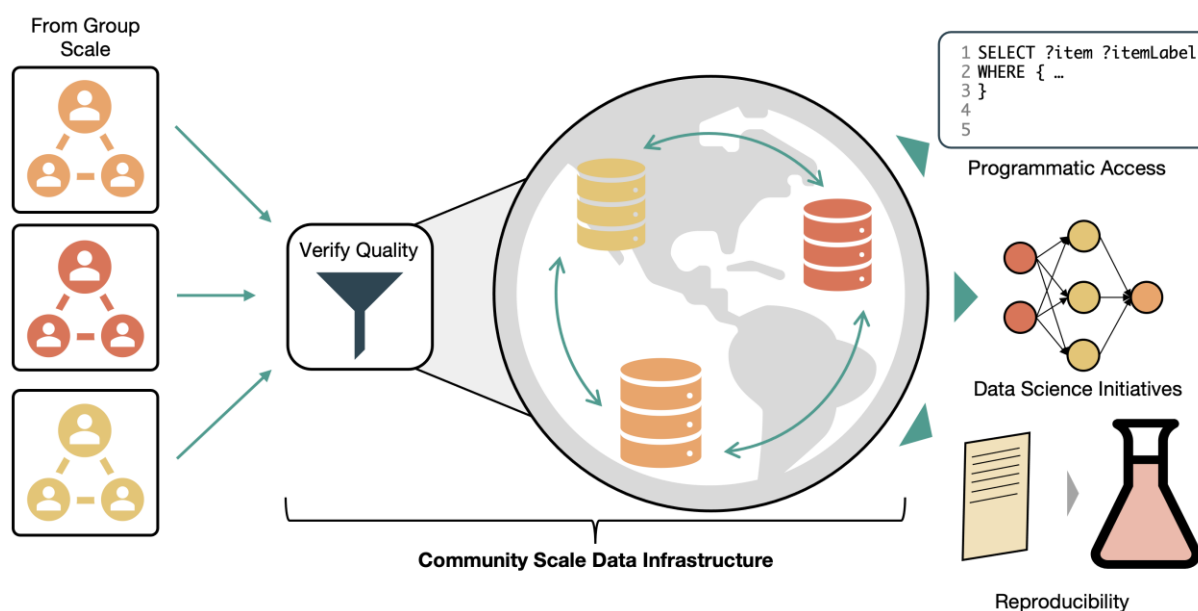 From Group
Scale
Verify Quality
Community Scale Data Infrastructure
1 SELECT ?item ?itemLabel
2 WHERE { …
3 }
4
5
Programmatic Access
Data Science Initiatives
Reproducibility